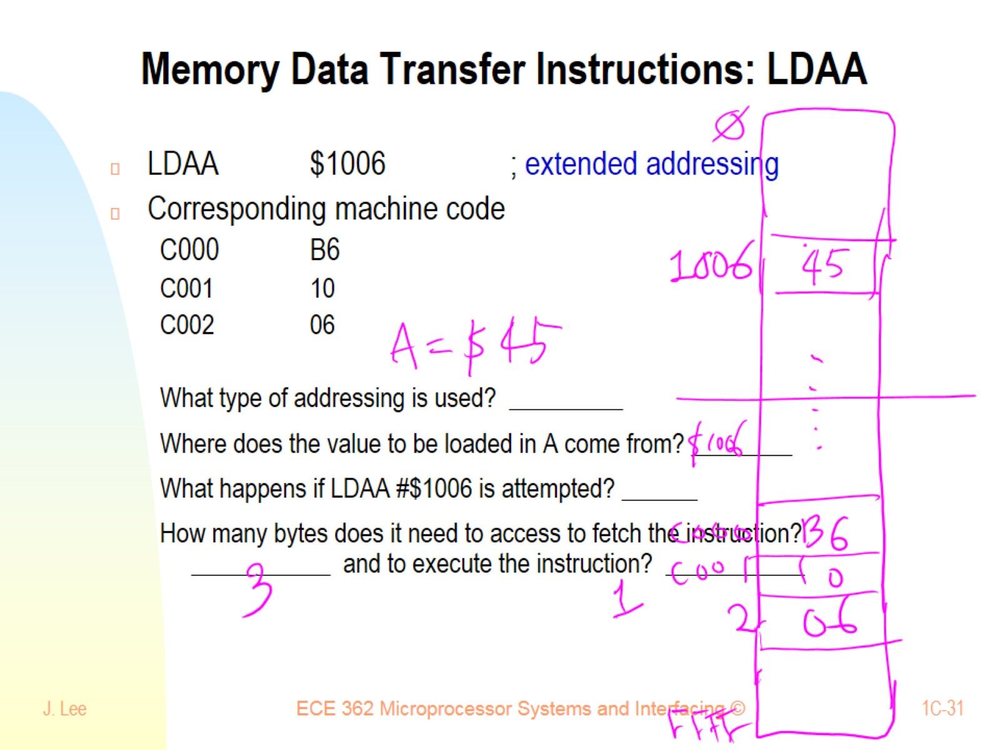 Memory Data Transfer Instructions: LDAA
Ø
LDAA $1006 ; extended addressing
Corresponding machine code
C000 B6
1006 45
C001 10
C002 06
A = $45
What type of addressing is used? ________
Where does the value to be loaded in A come from? $1006
What happens if LDAA #$1006 is attempted? ______
How many bytes does it need to access to fetch the instruction?
C000 B6
________ and to execute the instruction? ________
C001 10
3 1
2 06
J. Lee ECE 362 Microprocessor Systems and Interfacing © 1C-31
FFFF